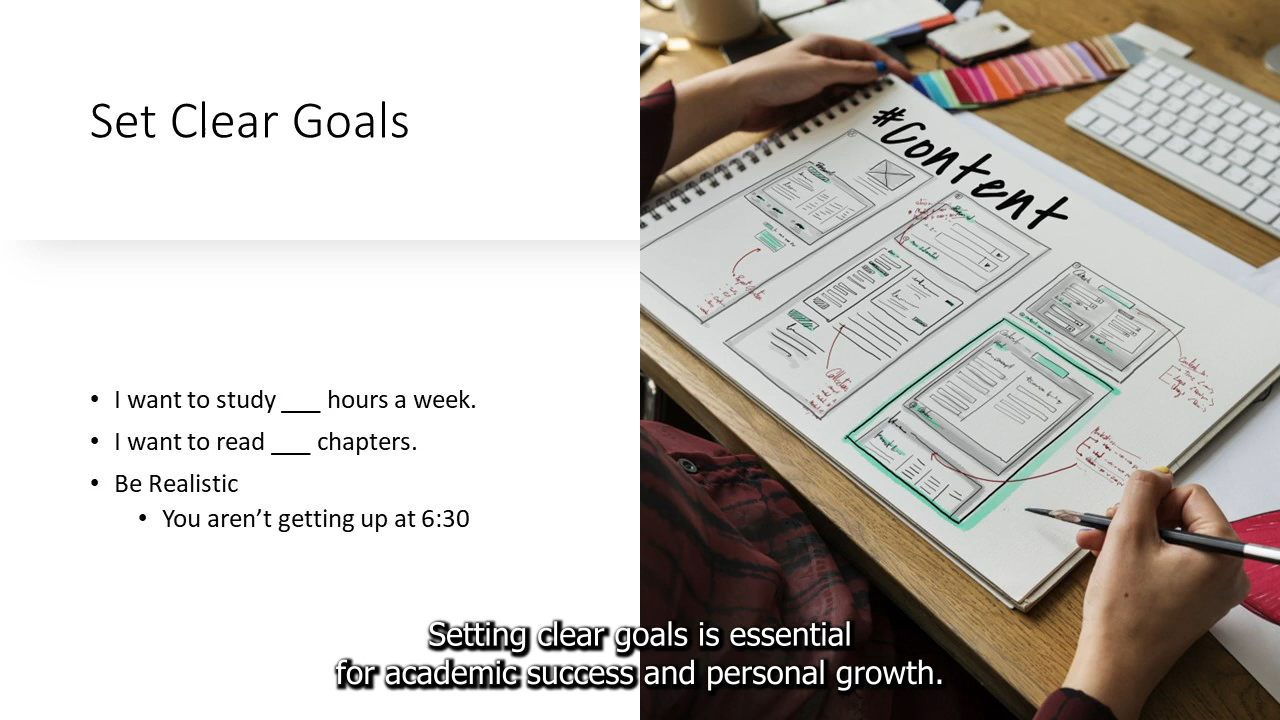 Set Clear Goals
• I want to study ___ hours a week.
• I want to read ___ chapters.
• Be Realistic
• You aren’t getting up at 6:30
#Content
Setting clear goals is essential
for academic success and personal growth.